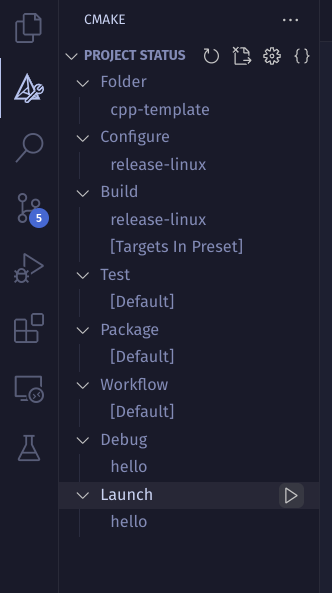 CMAKE
PROJECT STATUS
Folder
cpp-template
Configure
release-linux
Build
release-linux
[Targets In Preset]
Test
[Default]
Package
[Default]
Workflow
[Default]
Debug
hello
Launch
hello
5